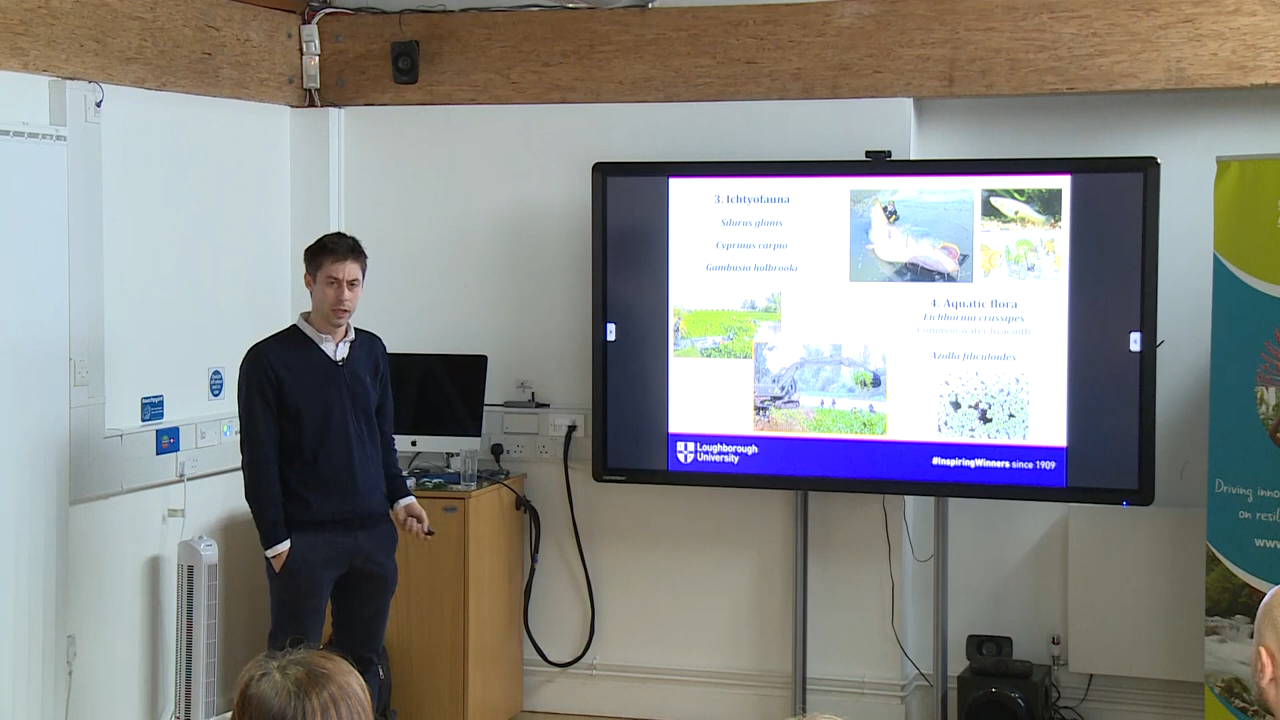 3. Ichtyofauna
Silurus glanis
Cyprinus carpio
Gambusia holbrooki
4. Aquatic flora
Eichhornia crassipes
Common water hyacinth
Azolla filiculoides
Loughborough
University
#InspiringWinners since 1909
Driving inno
on resil
www